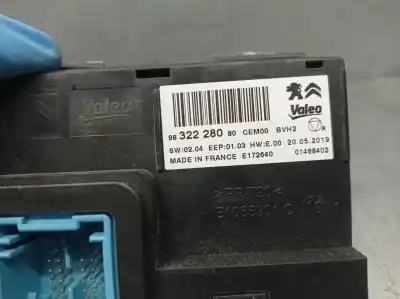 Valeo
Valeo
98 322 280 80 CEM00 BVH2
SW:02.04 EEP:01.03 HW:E.00 20.05.2019
MADE IN FRANCE E172640 01486402